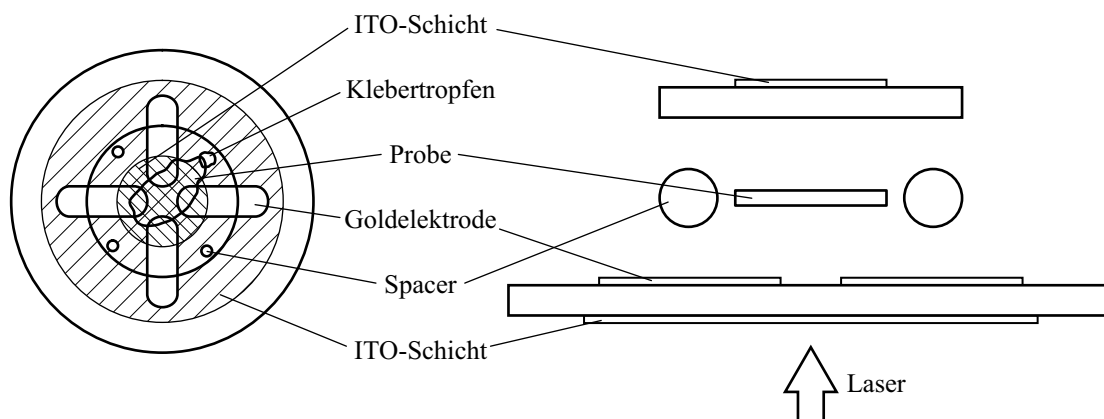 ITO-Schicht
Klebertropfen
Probe
Goldelektrode
Spacer
ITO-Schicht
Laser